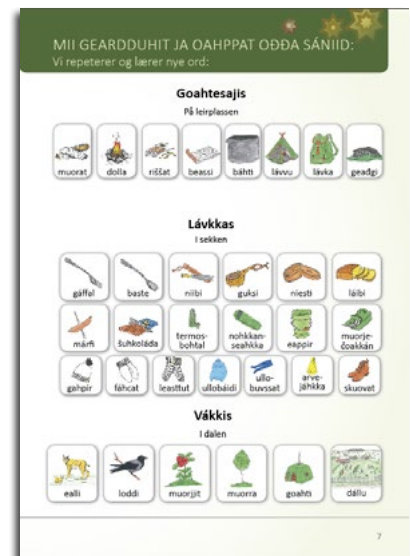 MII GEARDDUHIT JA OAHPPAT OĐĐA SÁNIID:
Vi repeterer og lærer nye ord:
Goahtesajis
På leirplassen
muorat dolla riššat beassi báhti lávvu lávka geađgi
Lávkkas
I sekken
gáffal baste niibi guksi niesti láibi
márfi šuhkoláda termos-bohtal nohkkan-seahkka eappir muorje-čoakkán
gahpir fáhcat leasttut ullobáidi ullo-buvssat arve-jáhkka skuovat
Vákkis
I dalen
ealli loddi muorjjit muorra goahti dállu
7